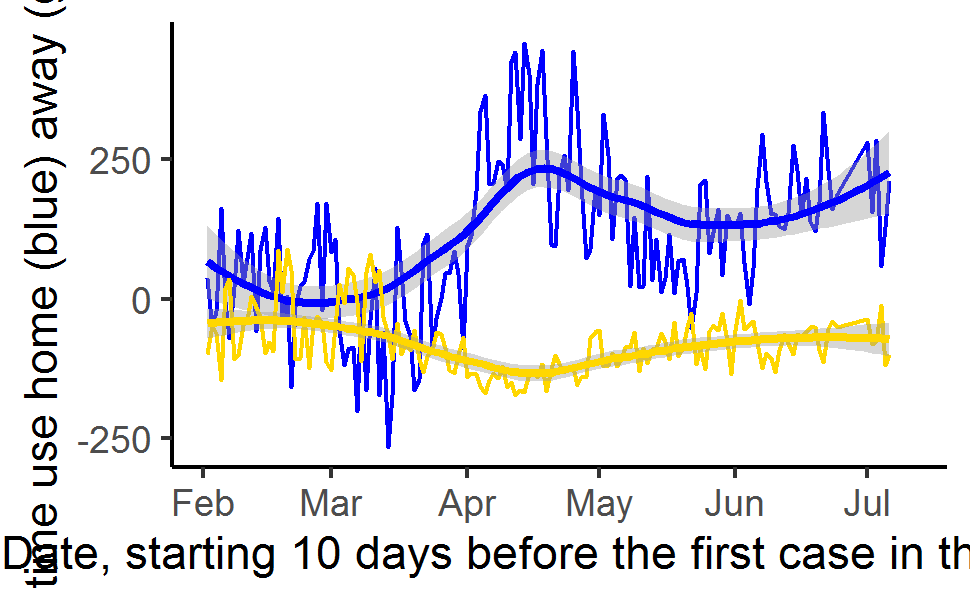 time use home (blue) away (
250
0
-250
Feb Mar Apr May Jun Jul
Date, starting 10 days before the first case in th